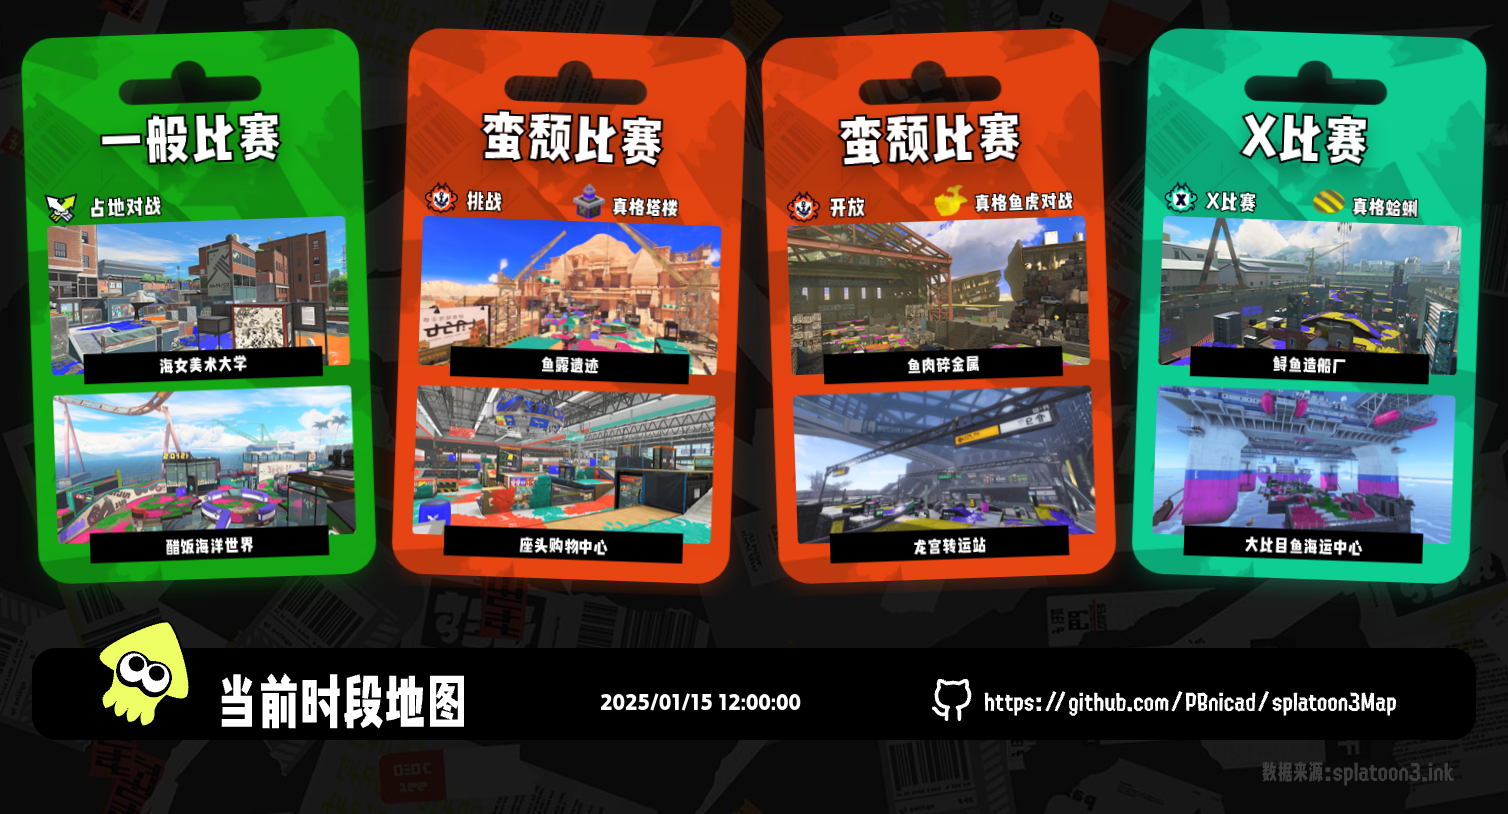 一般比赛
占地对战
海女美术大学
醋饭海洋世界
蛮颓比赛
挑战
真格塔楼
鱼露遗迹
座头购物中心
蛮颓比赛
开放
真格鱼虎对战
鱼肉碎金属
龙宫转运站
X比赛
X比赛
真格蛤蜊
鲟鱼造船厂
大比目鱼海运中心
当前时段地图
2025/01/15 12:00:00
https://github.com/PBnicad/splatoon3Map
数据来源:splatoon3.ink